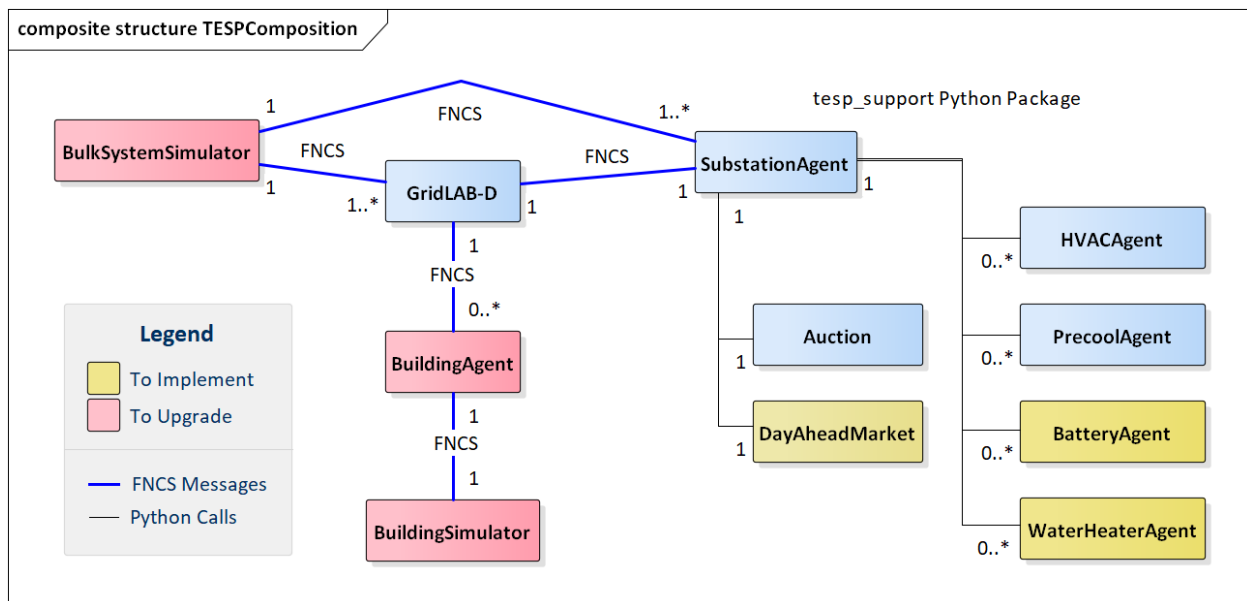 composite structure TESPComposition
1
FNCS
1..*
tesp_support Python Package
BulkSystemSimulator
FNCS
FNCS
SubstationAgent
1
1..*
GridLAB-D
1
1
1
1
1
FNCS
0..*
HVACAgent
0..*
Legend
To Implement
To Upgrade
FNCS Messages
Python Calls
BuildingAgent
1
FNCS
1
BuildingSimulator
Auction
1
DayAheadMarket
1
PrecoolAgent
0..*
BatteryAgent
0..*
WaterHeaterAgent
0..*